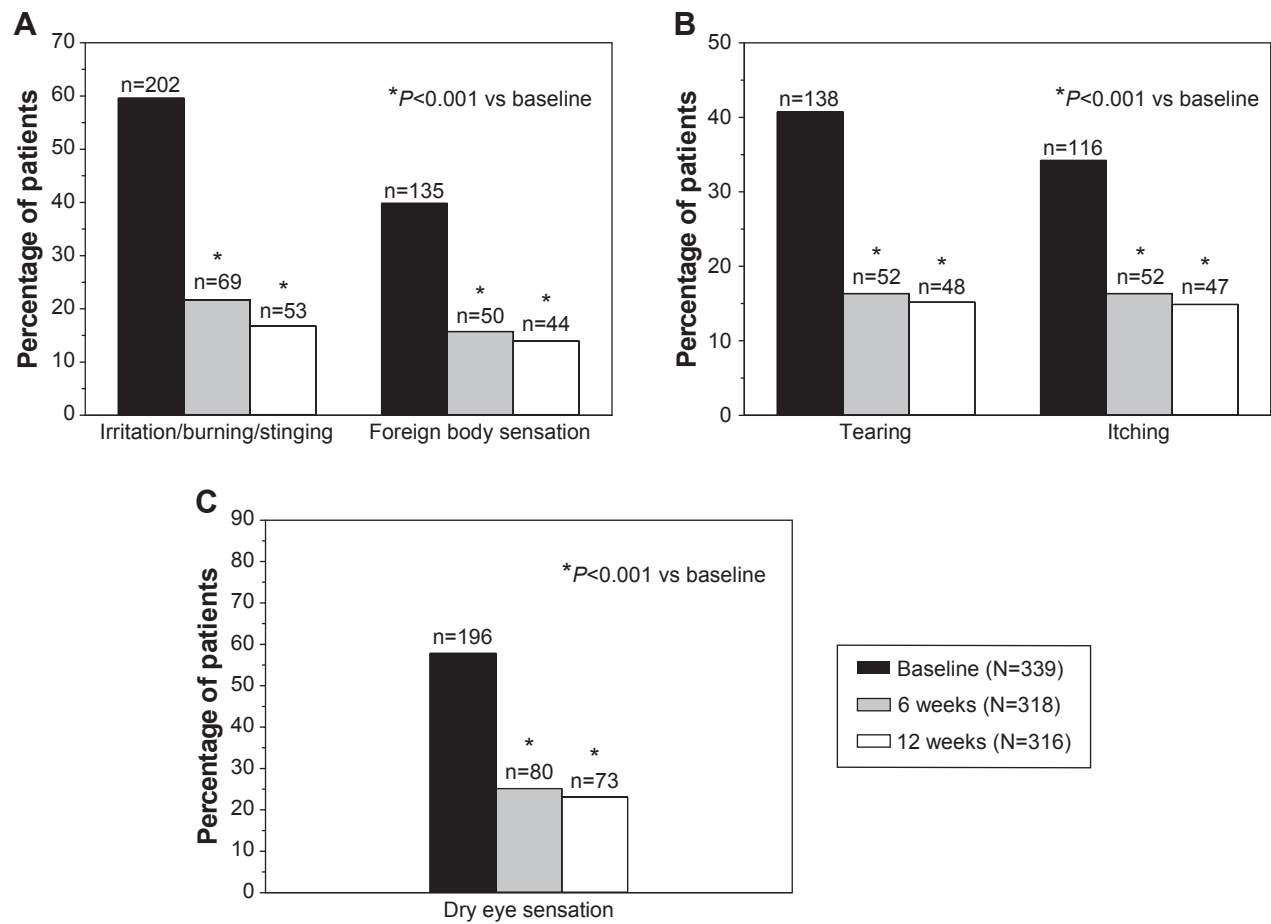 A
70
60
50
40
30
20
10
0
Percentage of patients
n=202
*P<0.001 vs baseline
n=135
*
n=69
*
n=53
*
n=50
*
n=44
Irritation/burning/stinging
Foreign body sensation
B
50
40
30
20
10
0
Percentage of patients
n=138
*P<0.001 vs baseline
n=116
*
n=52
*
n=48
*
n=52
*
n=47
Tearing
Itching
C
90
80
70
60
50
40
30
20
10
0
Percentage of patients
*P<0.001 vs baseline
n=196
*
n=80
*
n=73
Dry eye sensation
Baseline (N=339)
6 weeks (N=318)
12 weeks (N=316)